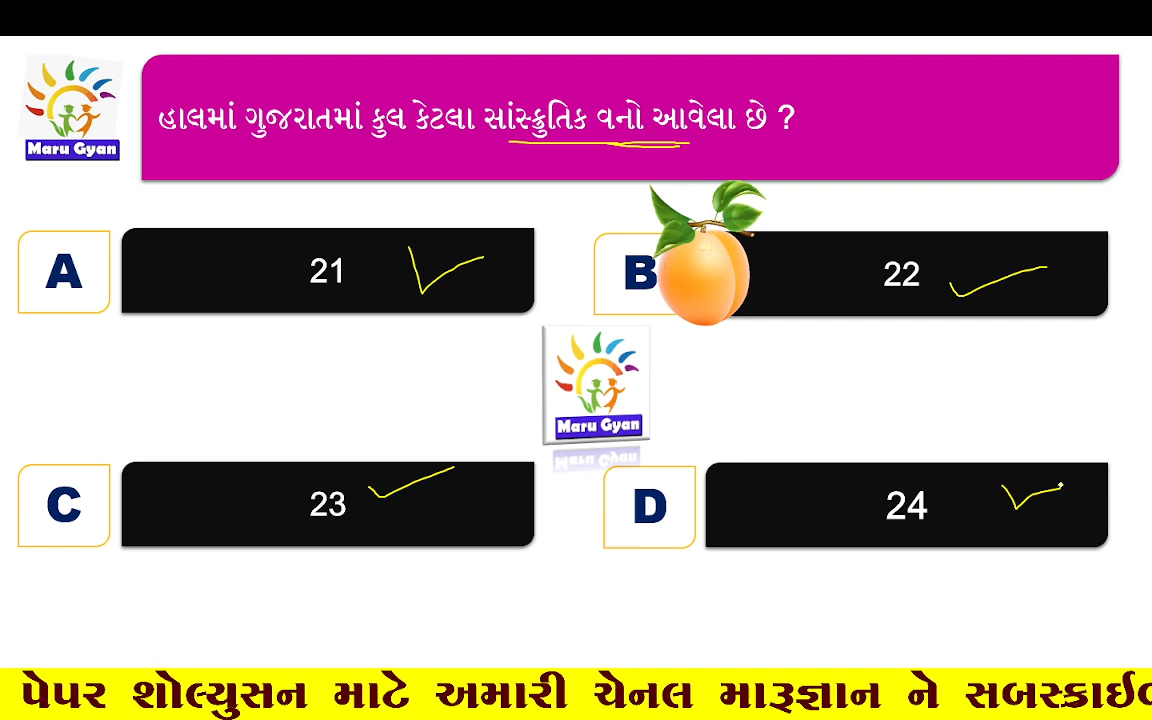 Maru Gyan
હાલમાં ગુજરાતમાં કુલ કેટલા સાંસ્ક્રુતિક વનો આવેલા છે ?
A
21
B
22
Maru Gyan
C
23
D
24
પેપર શોલ્યુસન માટે અમારી ચેનલ મારૂજ્ઞાન ને સબસ્ક્રાઈબ